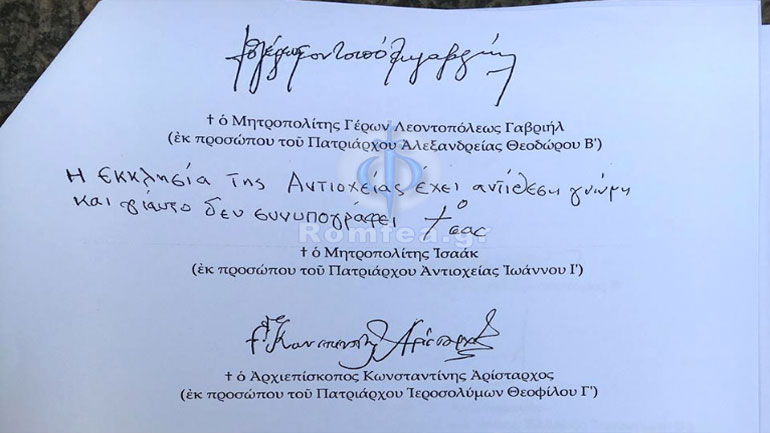 † ὁ Μητροπολίτης Γέρων Λεοντοπόλεως Γαβριήλ
(ἐκ προσώπου τοῦ Πατριάρχου Ἀλεξανδρείας Θεοδώρου Β')
Η Εκκλησία της Αντιοχείας έχει αντίθετη γνώμη
και γιαυτό δεν συνυπογράφει † ο
Ισαάκ
Romfea.gr
† ὁ Μητροπολίτης Ἰσαάκ
(ἐκ προσώπου τοῦ Πατριάρχου Ἀντιοχείας Ἰωάννου Ι')
† ὁ Ἀρχιεπίσκοπος Κωνσταντίνης Ἀρίσταρχος
(ἐκ προσώπου τοῦ Πατριάρχου Ἱεροσολύμων Θεοφίλου Γ')